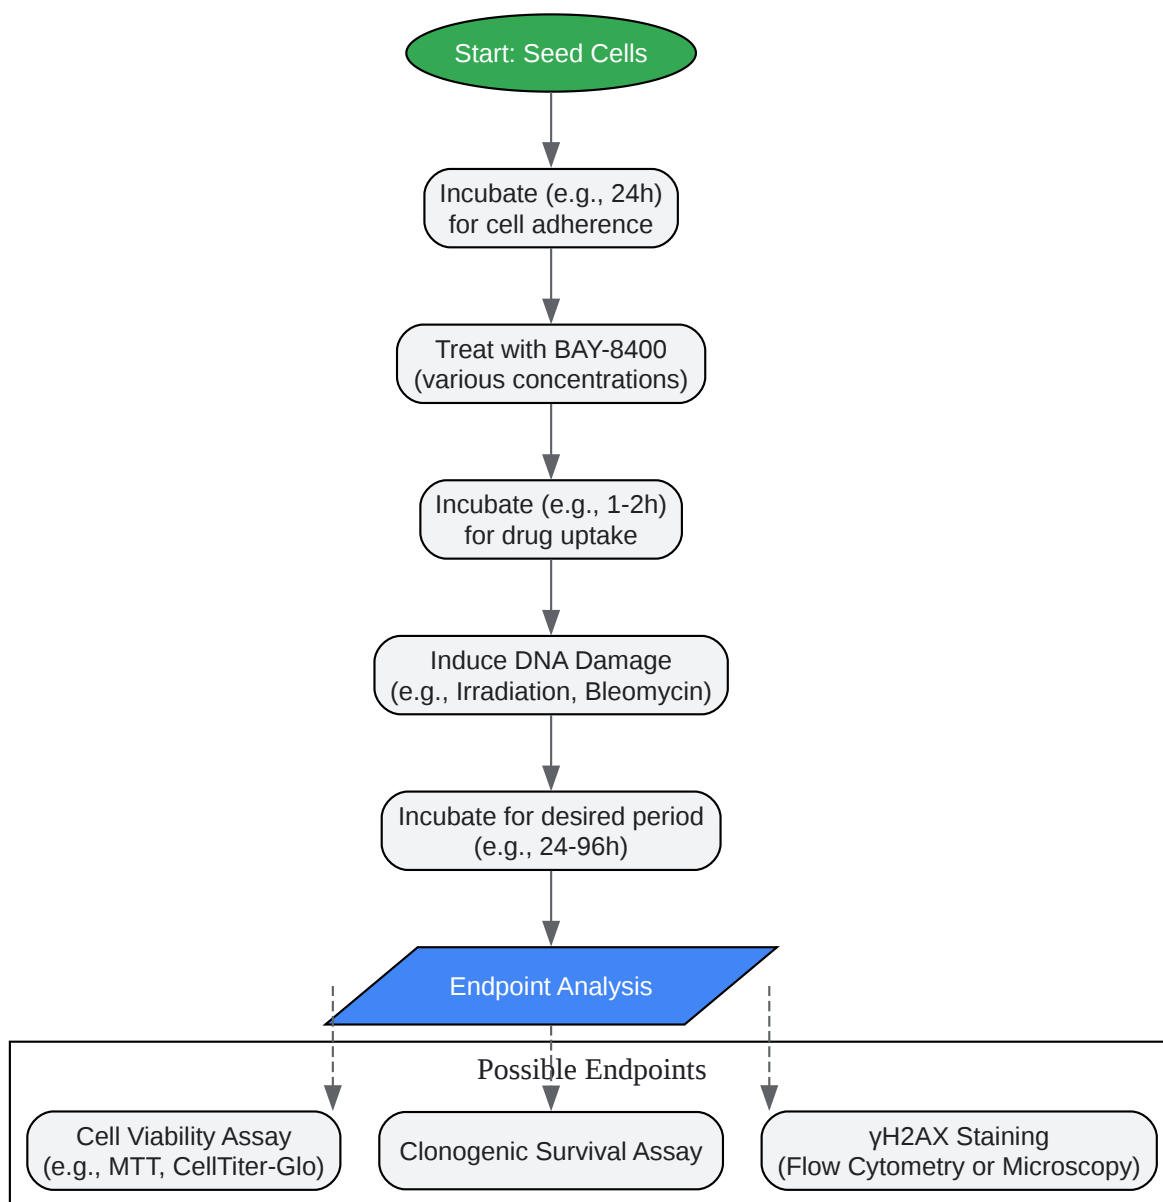 Start: Seed Cells
Incubate (e.g., 24h)
for cell adherence
Treat with BAY-8400
(various concentrations)
Incubate (e.g., 1-2h)
for drug uptake
Induce DNA Damage
(e.g., Irradiation, Bleomycin)
Incubate for desired period
(e.g., 24-96h)
Endpoint Analysis
Possible Endpoints
Cell Viability Assay
(e.g., MTT, CellTiter-Glo)
Clonogenic Survival Assay
γH2AX Staining
(Flow Cytometry or Microscopy)